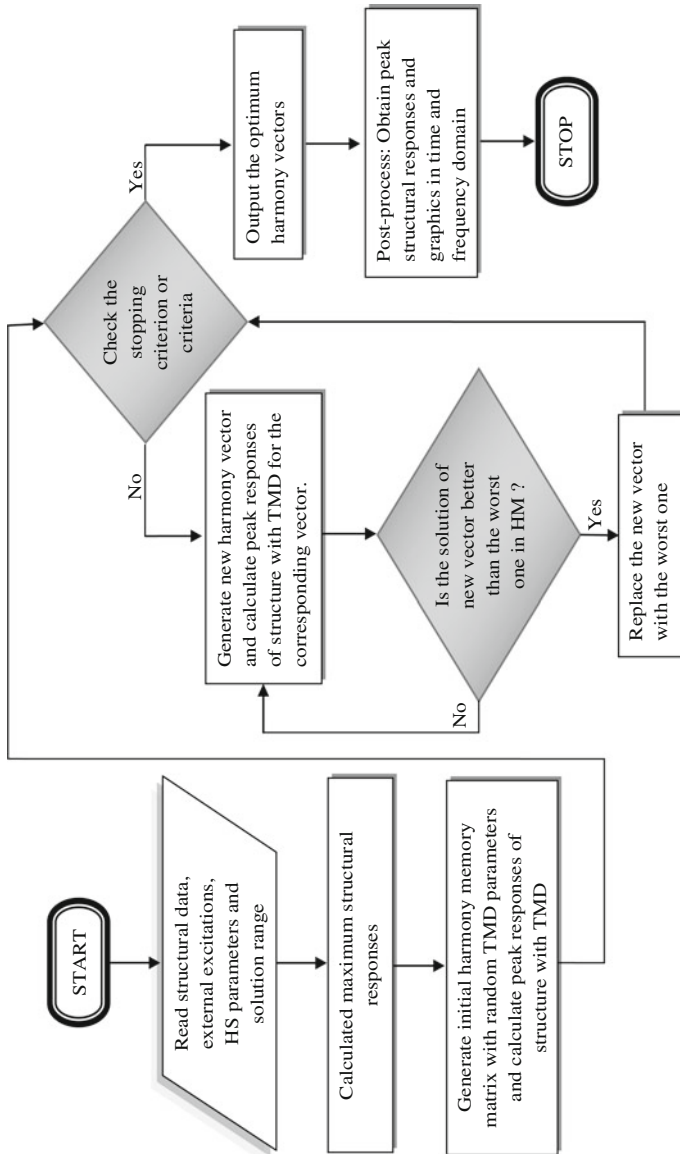 START
Read structural data,
external excitations,
HS parameters and
solution range
Calculated maximum structural
responses
Generate initial harmony memory
matrix with random TMD parameters
and calculate peak responses of
structure with TMD
Check the
stopping
criterion or
criteria
No
Yes
Generate new harmony vector
and calculate peak responses
of structure with TMD for the
corresponding vector.
Is the solution of
new vector better
than the worst
one in HM ?
No
Yes
Replace the new vector
with the worst one
Output the optimum
harmony vectors
Post-process: Obtain peak
structural responses and
graphics in time and
frequency domain
STOP